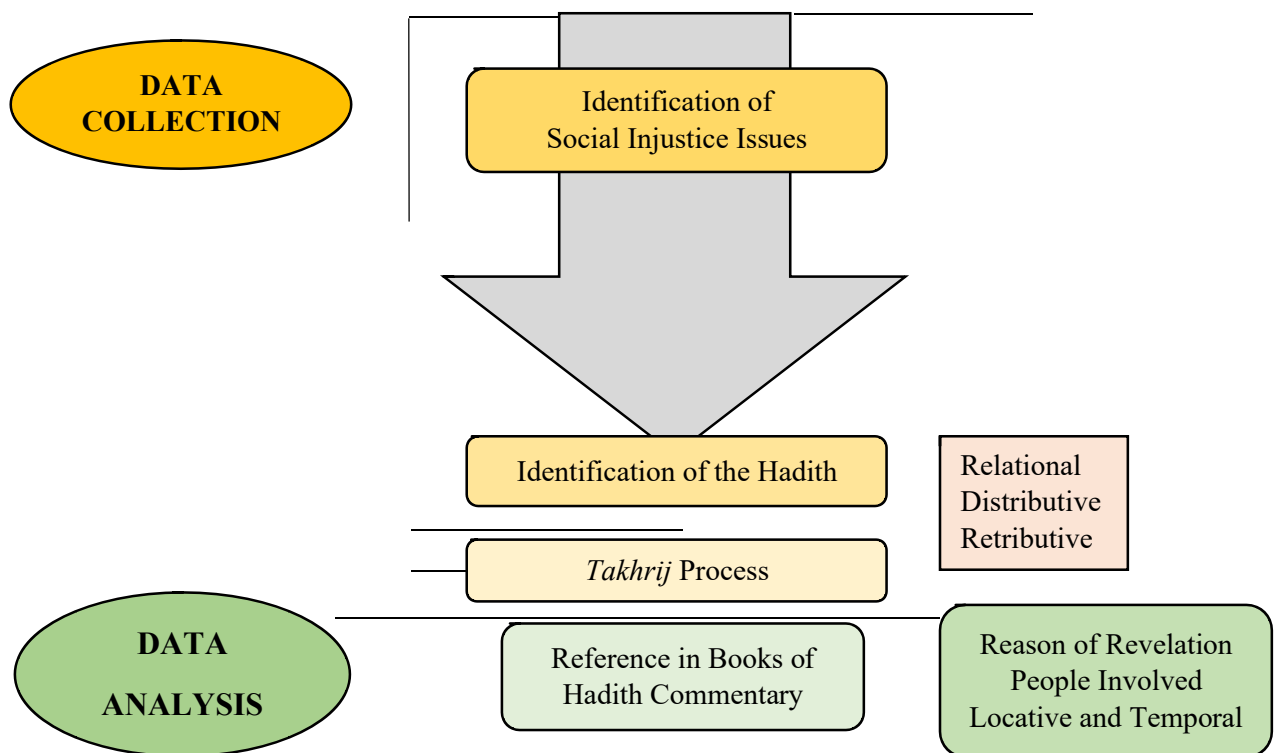 DATA
COLLECTION
Identification of
Social Injustice Issues
Identification of the Hadith
Relational
Distributive
Retributive
Takhrij Process
DATA
ANALYSIS
Reference in Books of
Hadith Commentary
Reason of Revelation
People Involved
Locative and Temporal